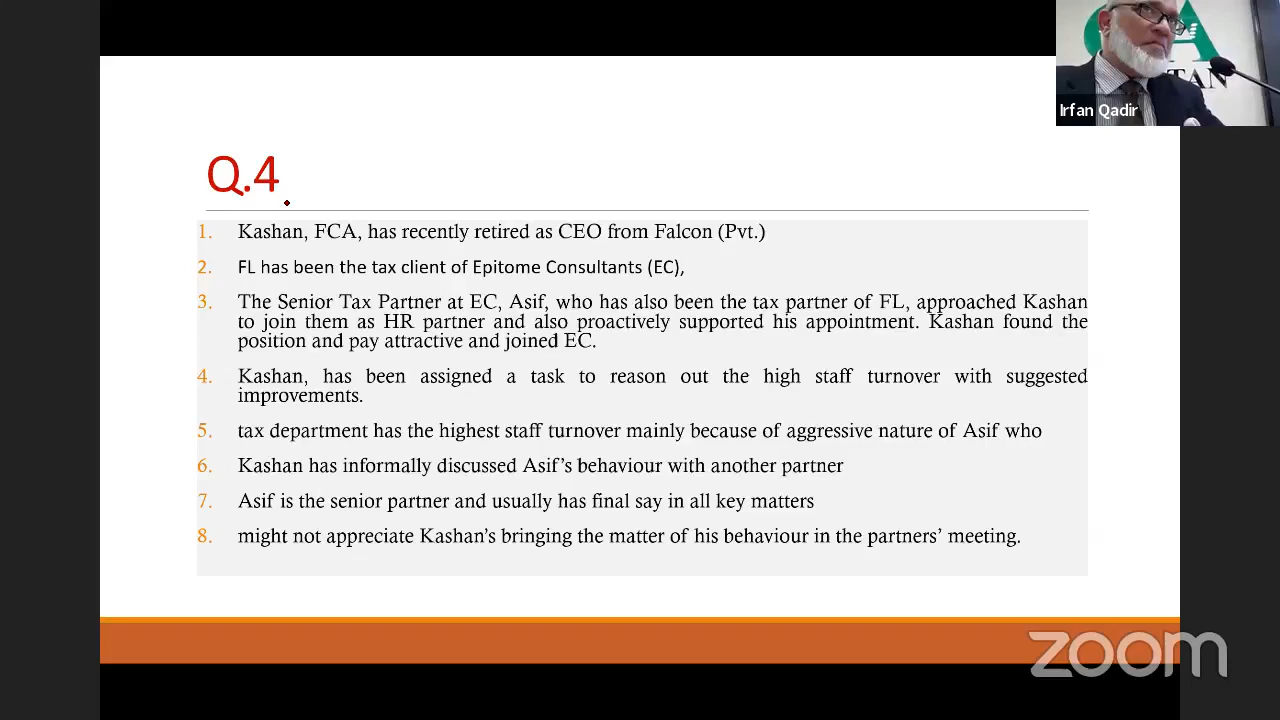 TAN
Irfan Qadir
Q.4
1. Kashan, FCA, has recently retired as CEO from Falcon (Pvt.)
2. FL has been the tax client of Epitome Consultants (EC),
3. The Senior Tax Partner at EC, Asif, who has also been the tax partner of FL, approached Kashan
to join them as HR partner and also proactively supported his appointment. Kashan found the
position and pay attractive and joined EC.
4. Kashan, has been assigned a task to reason out the high staff turnover with suggested
improvements.
5. tax department has the highest staff turnover mainly because of aggressive nature of Asif who
6. Kashan has informally discussed Asif’s behaviour with another partner
7. Asif is the senior partner and usually has final say in all key matters
8. might not appreciate Kashan’s bringing the matter of his behaviour in the partners’ meeting.
zoom